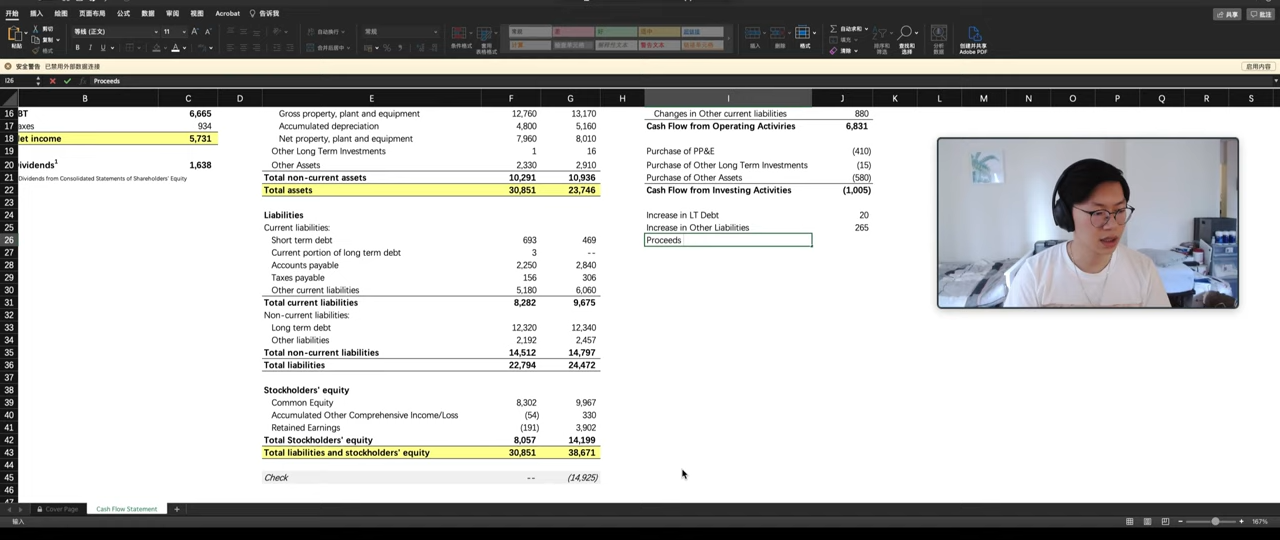 开始 插入 绘图 页面布局 公式 数据 审阅 视图 Acrobat 告诉我
共享 批注
粘贴 剪切 复制 格式
等线 (正文) 11
自动换行 常规
合并后居中
条件格式 套用表格格式
常规 差 好 适中
计算 警告文本
插入 删除 格式
自动求和 填充 清除
排序和筛选 查找和选择
分析数据
创建并共享 Adobe PDF
安全警告 已禁用外部数据连接
启用内容
I26 Proceeds
B C D E F G H I J K L M N O P Q R S
16 BT 6,665 Gross property, plant and equipment 12,760 13,170 Changes in Other current liabilities 880
17 axes 934 Accumulated depreciation 4,800 5,160 Cash Flow from Operating Activiries 6,831
18 let income 5,731 Net property, plant and equipment 7,960 8,010
19 Other Long Term Investments 1 16 Purchase of PP&E (410)
20 ividends¹ 1,638 Other Assets 2,330 2,910 Purchase of Other Long Term Investments (15)
21 Dividends from Consolidated Statements of Shareholders' Equity Total non-current assets 10,291 10,936 Purchase of Other Assets (580)
22 Total assets 30,851 23,746 Cash Flow from Investing Activities (1,005)
23
24 Liabilities Increase in LT Debt 20
25 Current liabilities: Increase in Other Liabilities 265
26 Short term debt 693 469 Proceeds
27 Current portion of long term debt 3 --
28 Accounts payable 2,250 2,840
29 Taxes payable 156 306
30 Other current liabilities 5,180 6,060
31 Total current liabilities 8,282 9,675
32 Non-current liabilities:
33 Long term debt 12,320 12,340
34 Other liabilities 2,192 2,457
35 Total non-current liabilities 14,512 14,797
36 Total liabilities 22,794 24,472
37
38 Stockholders' equity
39 Common Equity 8,302 9,967
40 Accumulated Other Comprehensive Income/Loss (54) 330
41 Retained Earnings (191) 3,902
42 Total Stockholders' equity 8,057 14,199
43 Total liabilities and stockholders' equity 30,851 38,671
44
45 Check -- (14,925)
46
Cover Page Cash Flow Statement +
输入
167%